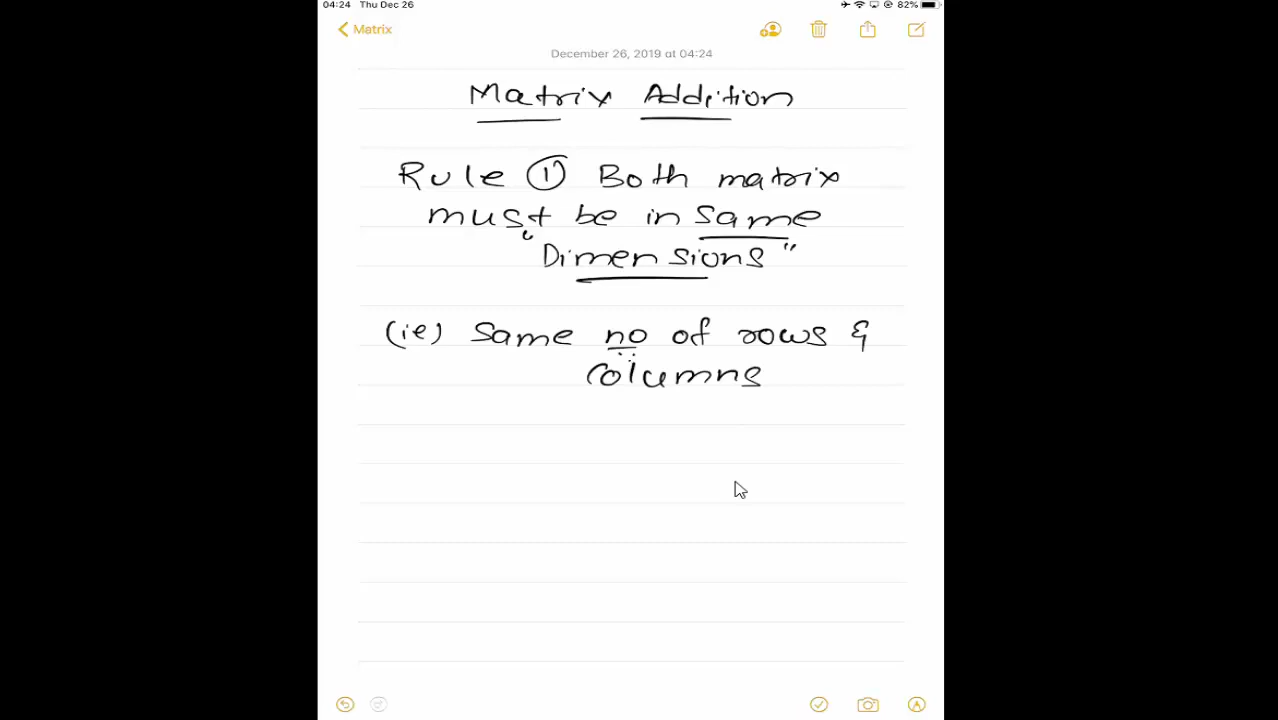 04:24 Thu Dec 26
82%
Matrix
December 26, 2019 at 04:24
Matrix Addition
Rule ① Both matrix
must be in same
"Dimensions"
(ie) Same no of rows &
columns